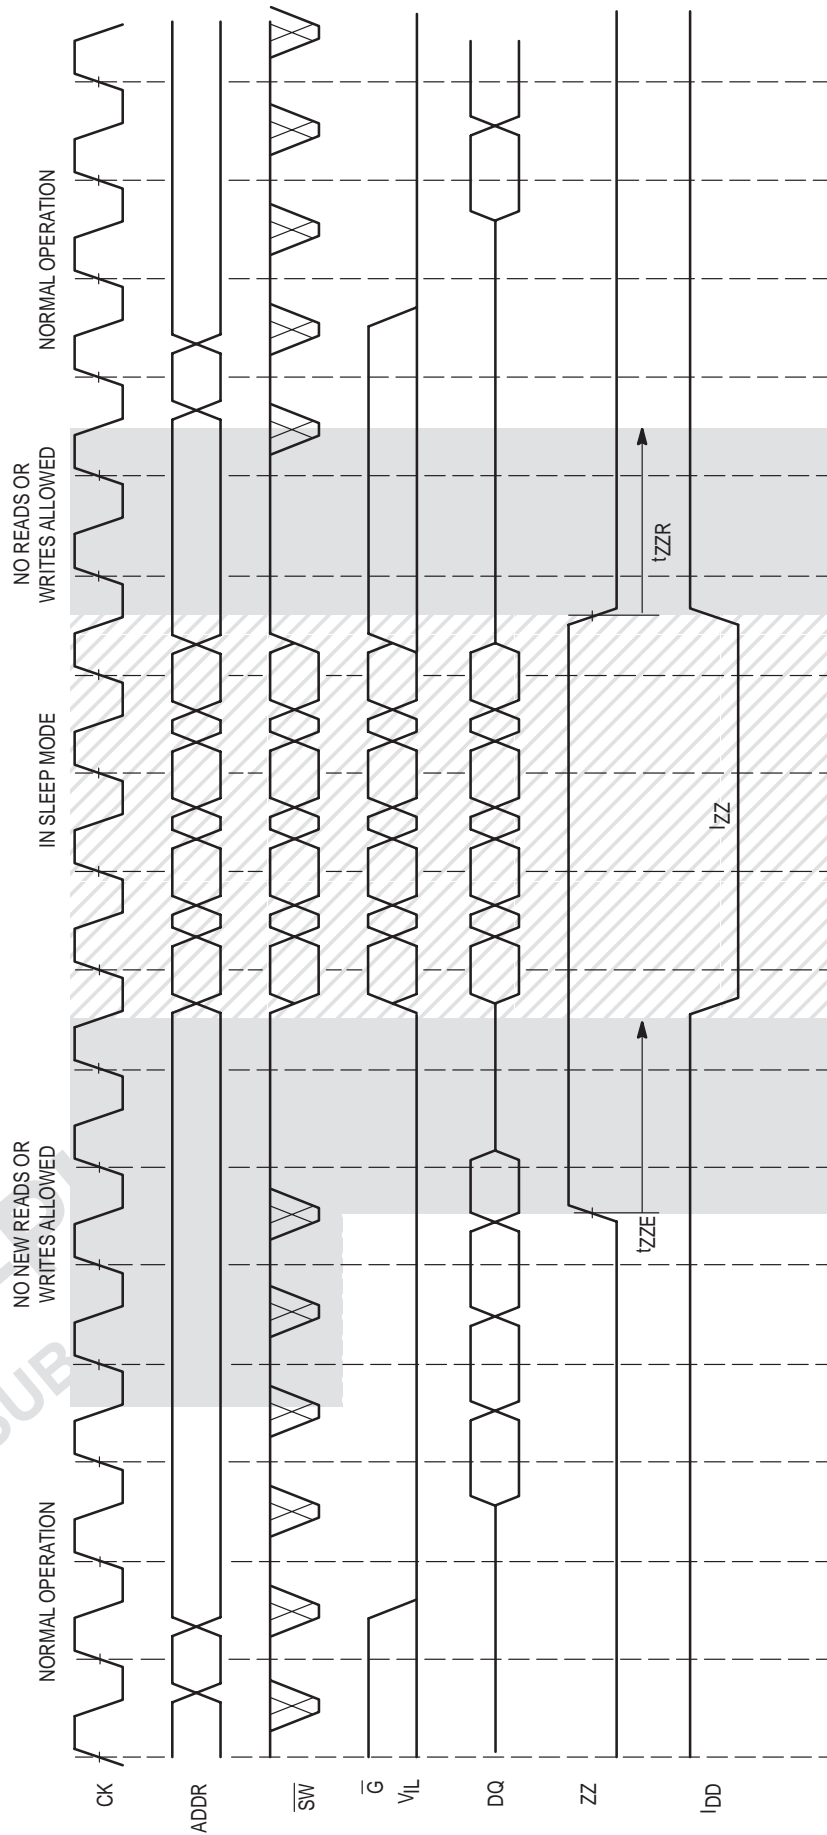 NORMAL OPERATION
NO NEW READS OR
WRITES ALLOWED
IN SLEEP MODE
NO READS OR
WRITES ALLOWED
NORMAL OPERATION
CK
ADDR
SW
G
VIL
DQ
ZZ
tZZE
tZZR
IDD
IZZ
SUB